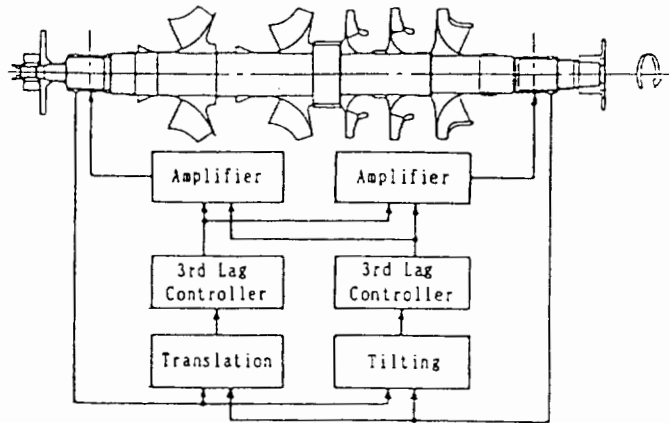 Amplifier
Amplifier
3rd Lag
Controller
3rd Lag
Controller
Translation
Tilting